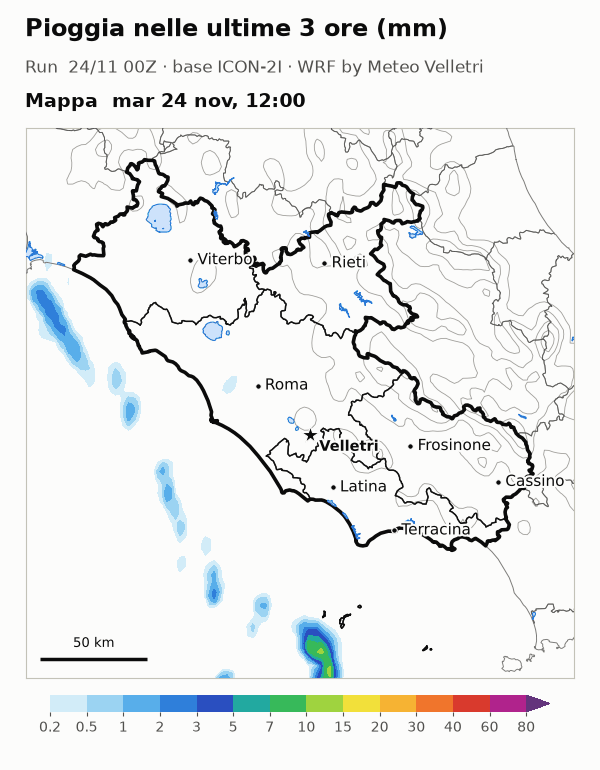 Pioggia nelle ultime 3 ore (mm)
Run  24/11 00Z · base ICON-2I · WRF by Meteo Velletri
Mappa  mar 24 nov, 12:00
Viterbo
Rieti
Roma
Velletri
Frosinone
Latina
Cassino
Terracina
50 km
0.2 0.5 1 2 3 5 7 10 15 20 30 40 60 80